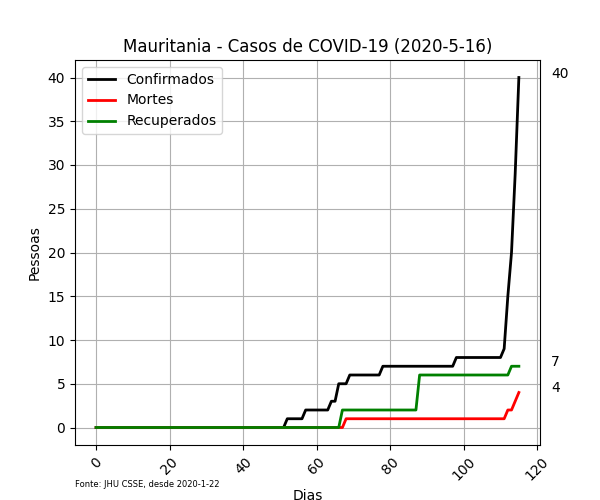 Mauritania - Casos de COVID-19 (2020-5-16)
Confirmados
Mortes
Recuperados
40
35
30
25
20
15
10
5
0
Pessoas
40
7
4
0
20
40
60
80
100
120
Fonte: JHU CSSE, desde 2020-1-22
Dias